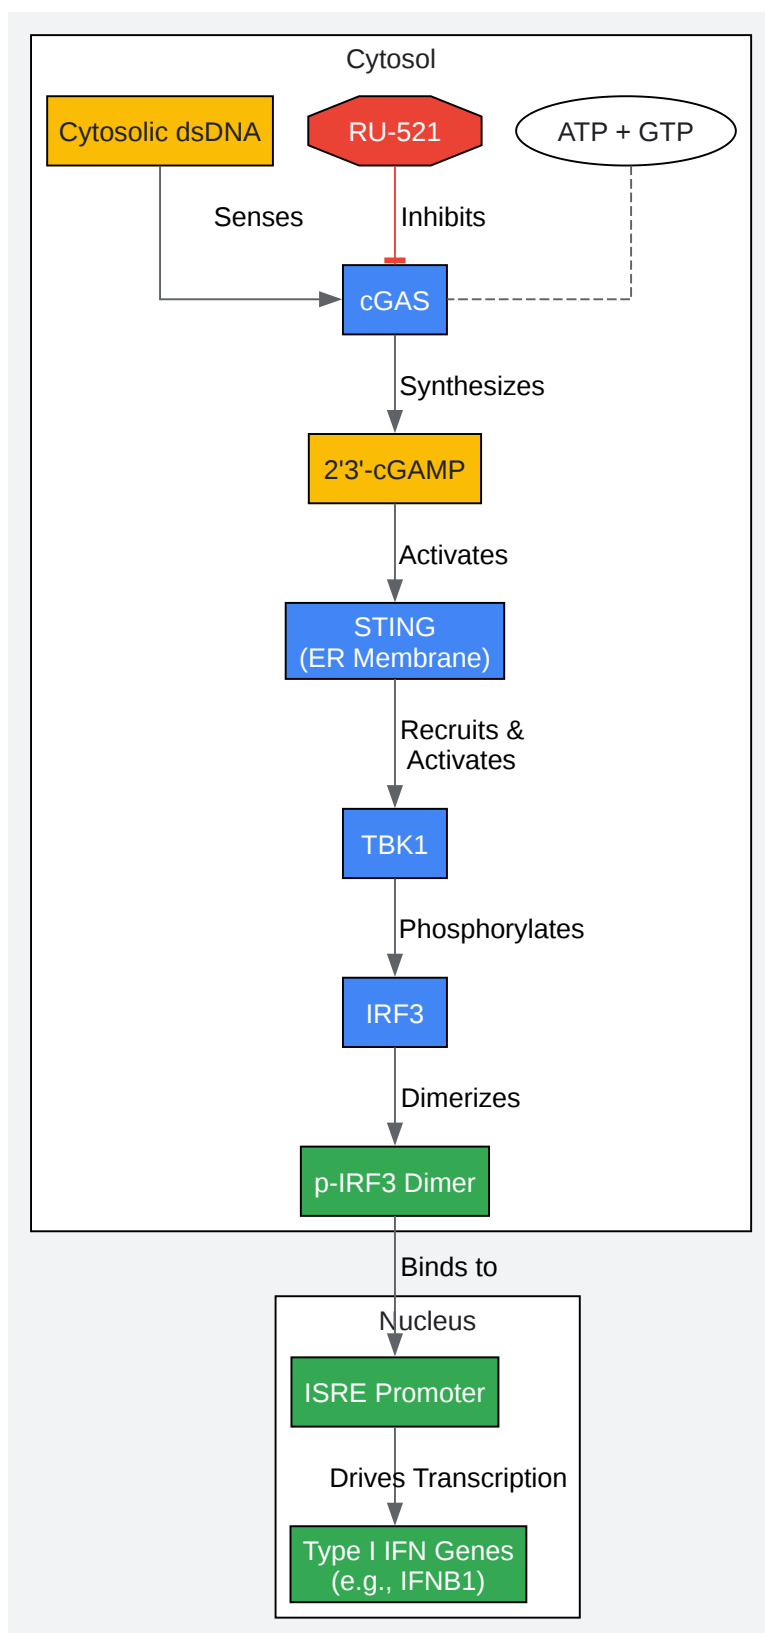 Cytosol
Cytosolic dsDNA
RU-521
ATP + GTP
Senses
Inhibits
cGAS
Synthesizes
2'3'-cGAMP
Activates
STING
(ER Membrane)
Recruits &
Activates
TBK1
Phosphorylates
IRF3
Dimerizes
p-IRF3 Dimer
Binds to
Nucleus
ISRE Promoter
Drives Transcription
Type I IFN Genes
(e.g., IFNB1)